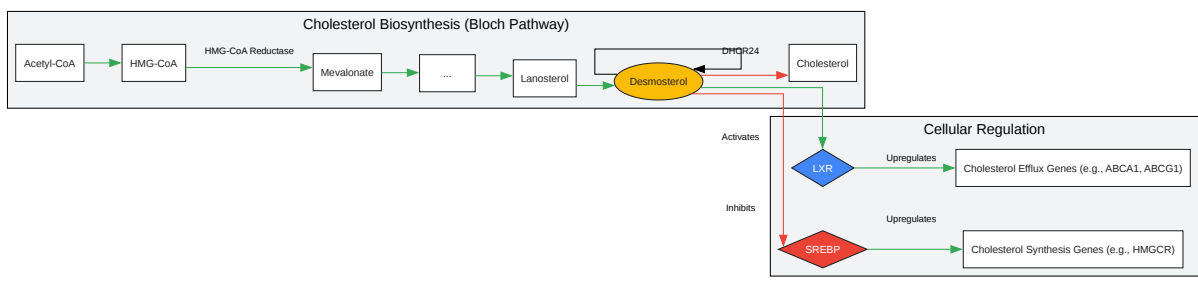 Cholesterol Biosynthesis (Bloch Pathway)
Acetyl-CoA
HMG-CoA
HMG-CoA Reductase
Mevalonate
...
Lanosterol
Desmosterol
DHCR24
Cholesterol
Cellular Regulation
Activates
LXR
Upregulates
Cholesterol Efflux Genes (e.g., ABCA1, ABCG1)
Inhibits
SREBP
Upregulates
Cholesterol Synthesis Genes (e.g., HMGCR)